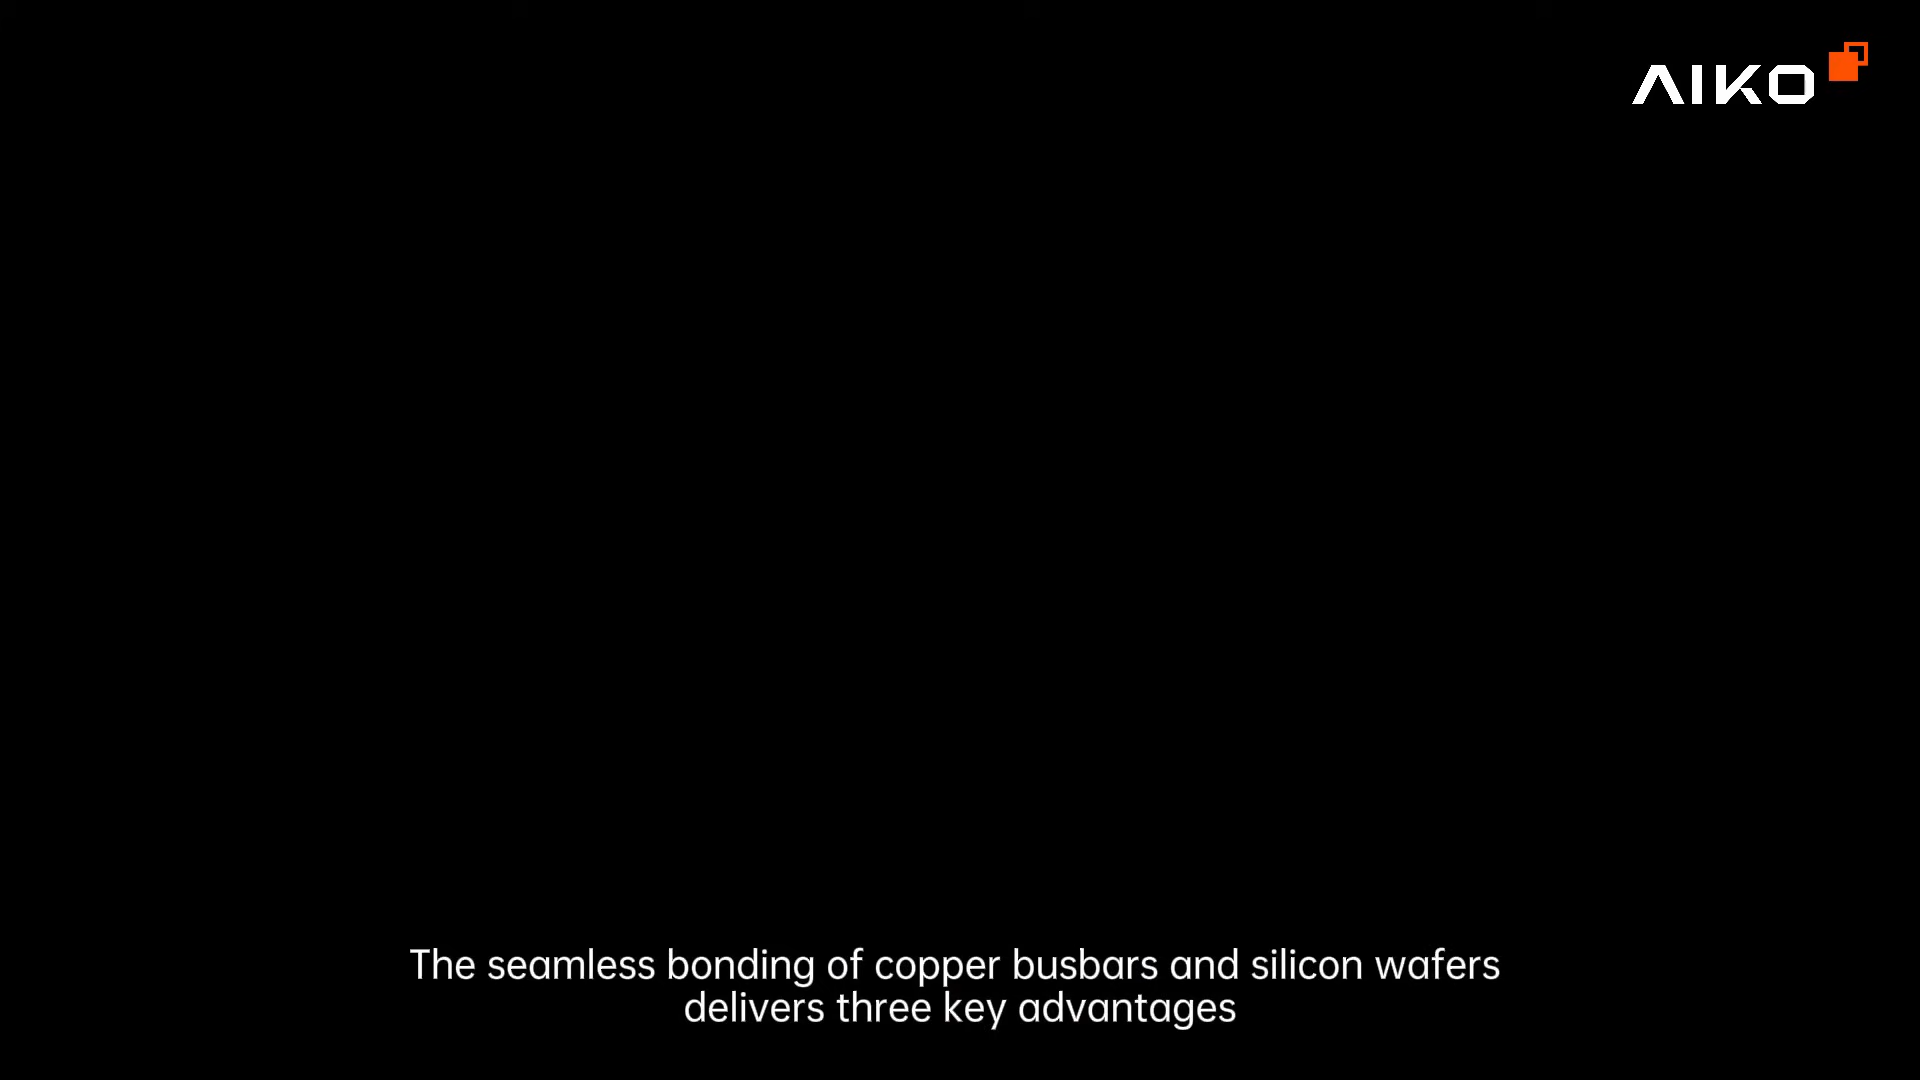 AIKO
The seamless bonding of copper busbars and silicon wafers
delivers three key advantages